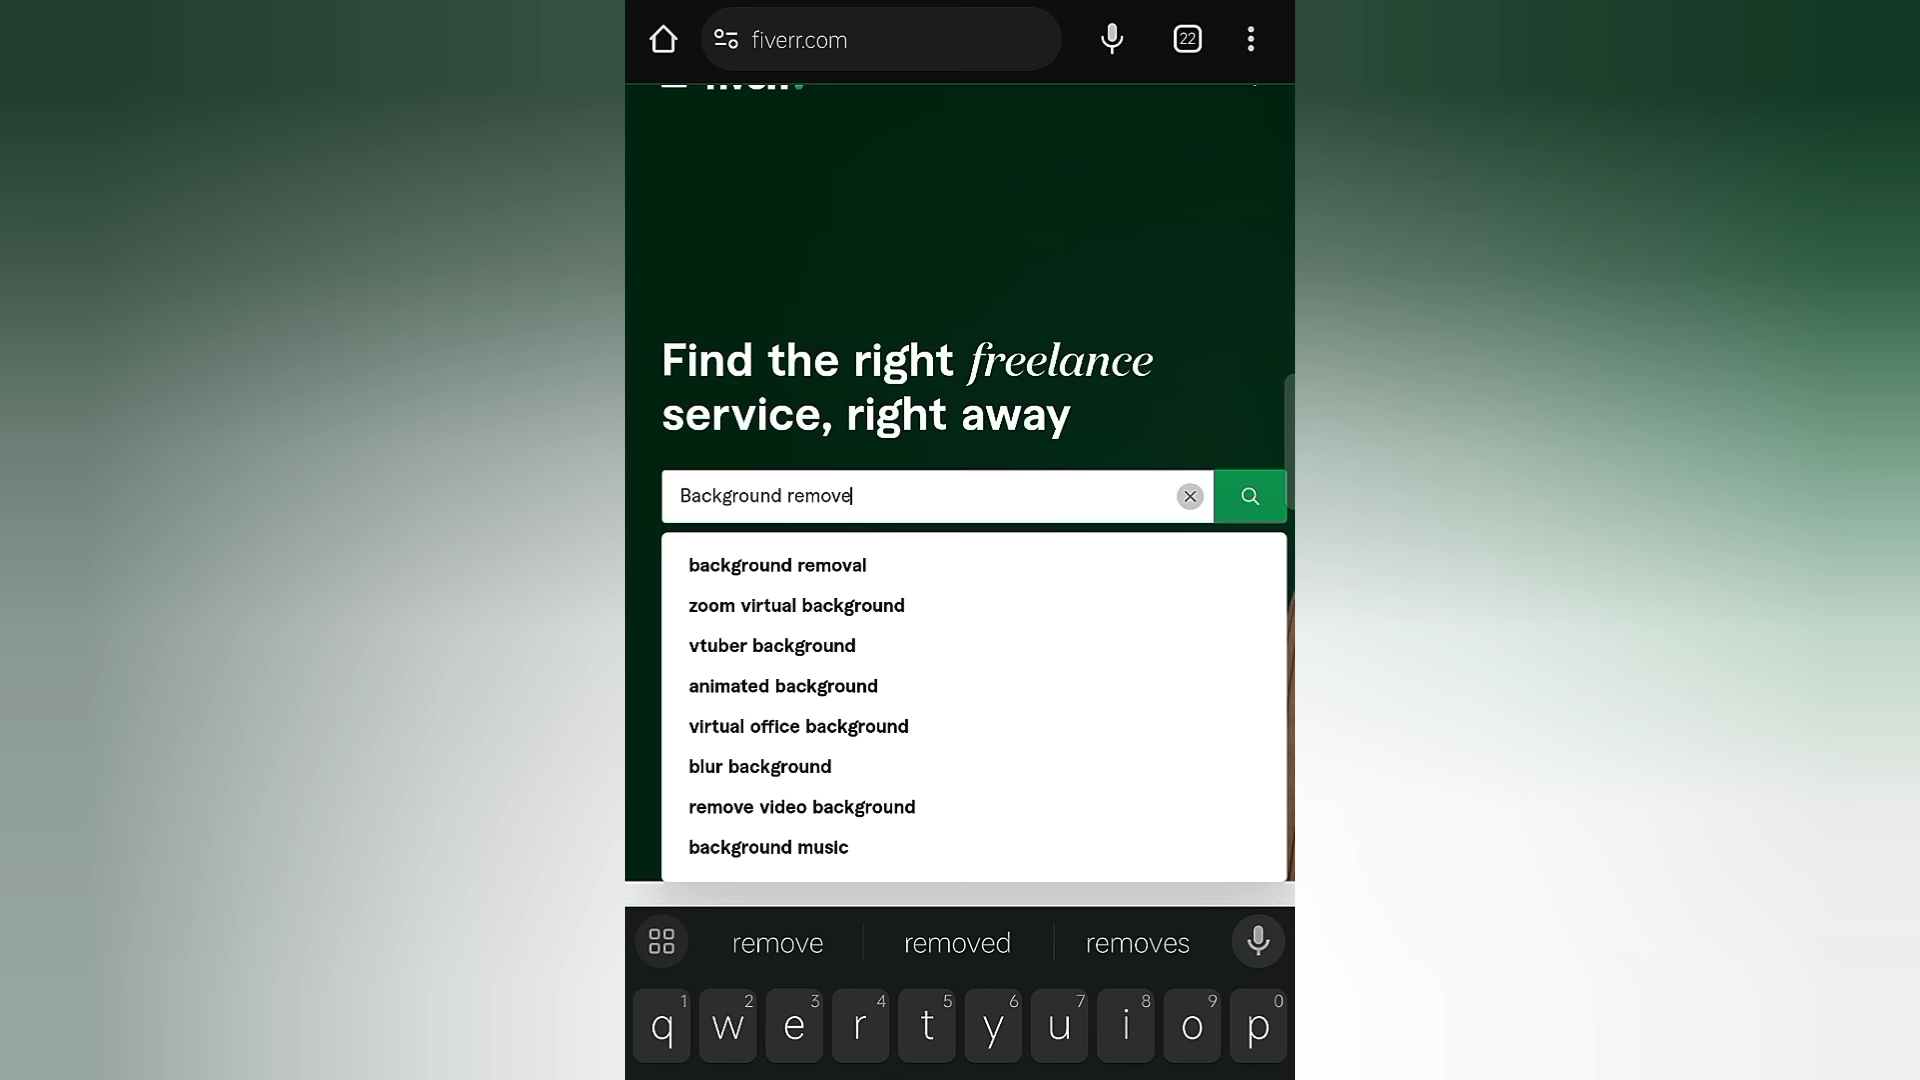 fiverr.com
22
fiverr.
Find the right freelance
service, right away
Background remove
background removal
zoom virtual background
vtuber background
animated background
virtual office background
blur background
remove video background
background music
remove removed removes
1 2 3 4 5 6 7 8 9 0
q w e r t y u i o p